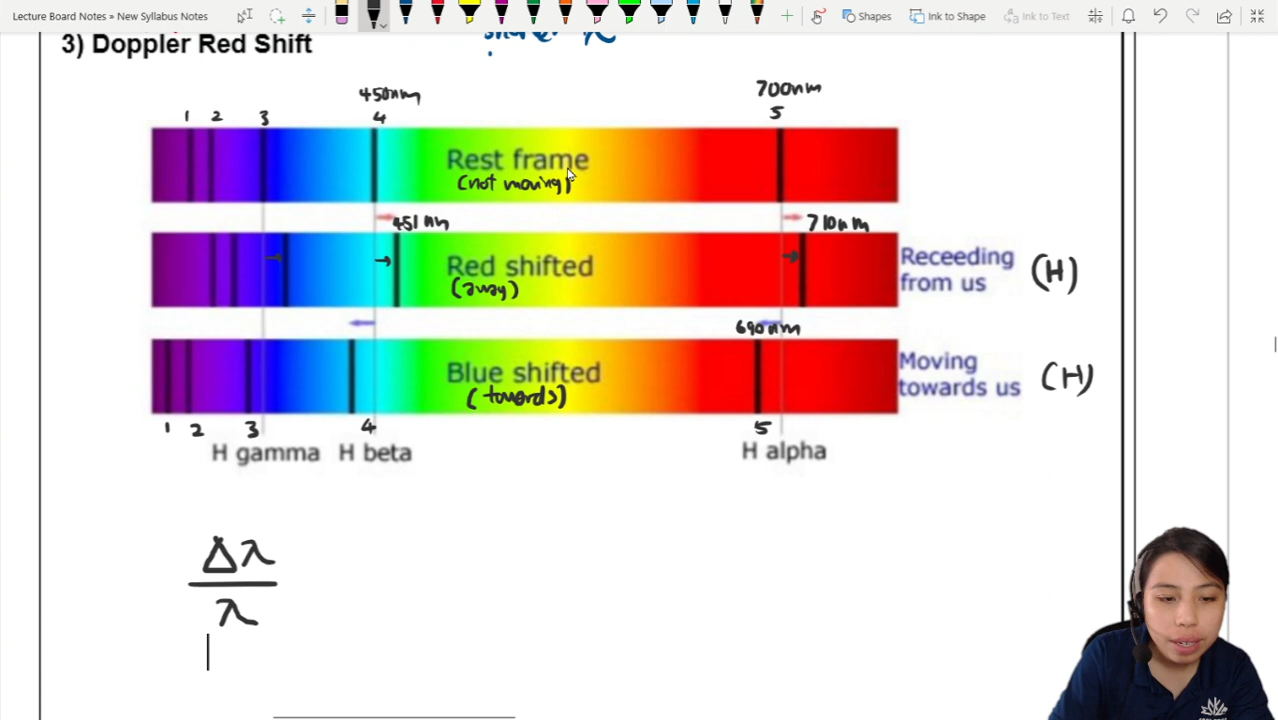 Lecture Board Notes » New Syllabus Notes
Shapes
Ink to Shape
Ink to Text
3) Doppler Red Shift
450nm
700nm
1 2 3 4 5
Rest frame
(not moving)
451 nm
710nm
Red shifted
(away)
Receeding
from us
(H)
690nm
Blue shifted
(towards)
Moving
towards us
(H)
1 2 3 4 5
H gamma H beta H alpha
Δλ
λ